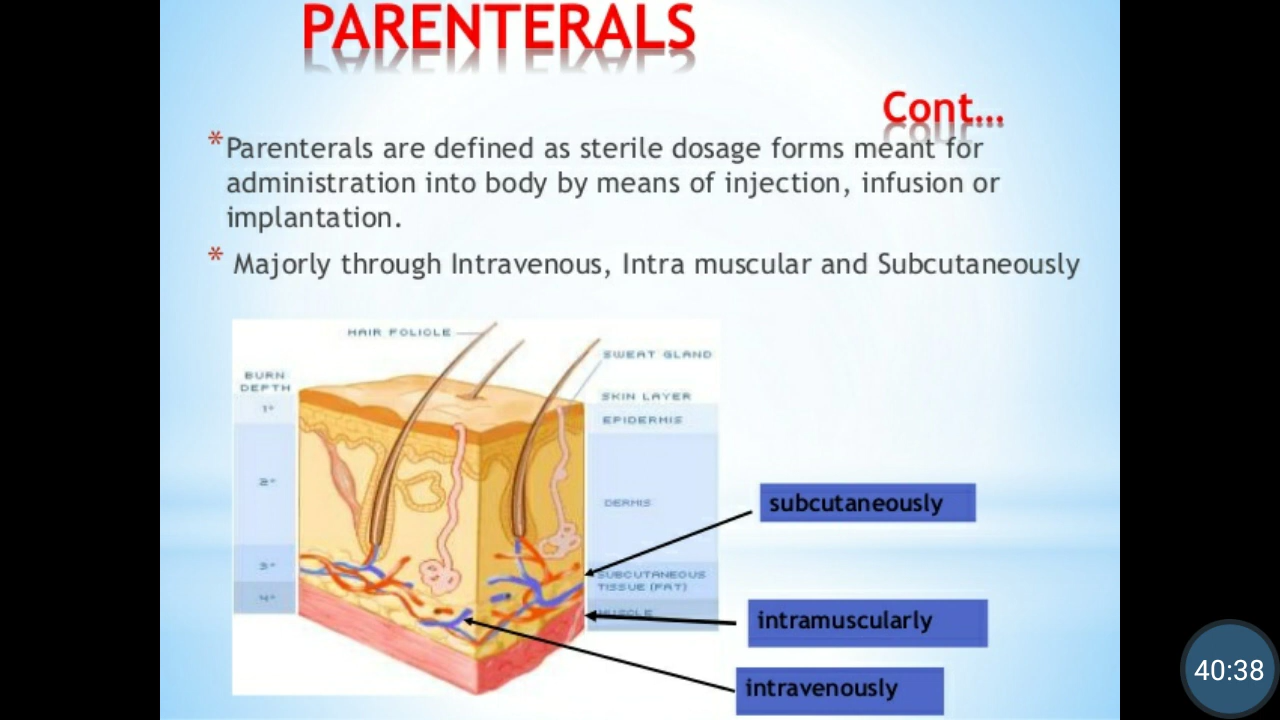 PARENTERALS
Cont...
*Parenterals are defined as sterile dosage forms meant for
administration into body by means of injection, infusion or
implantation.
* Majorly through Intravenous, Intra muscular and Subcutaneously
HAIR FOLICLE
SWEAT GLAND
BURN
DEPTH
SKIN LAYER
1°
EPIDERMIS
2°
DERMIS
subcutaneously
3°
SUBCUTANEOUS
TISSUE (FAT)
4°
MUSCLE
intramuscularly
intravenously
40:38